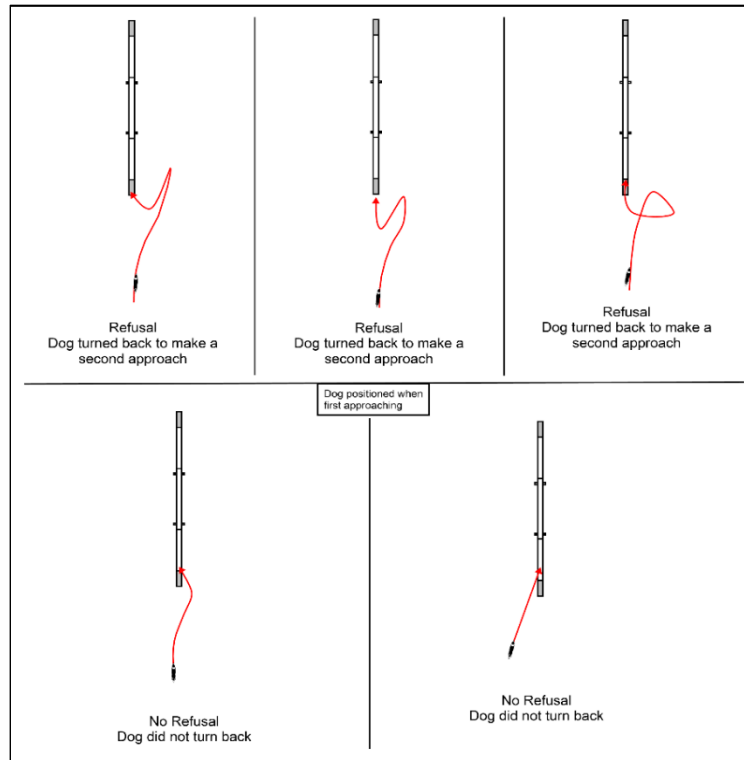 Refusal
Dog turned back to make a
second approach
Refusal
Dog turned back to make a
second approach
Refusal
Dog turned back to make a
second approach
Dog positioned when
first approaching
No Refusal
Dog did not turn back
No Refusal
Dog did not turn back